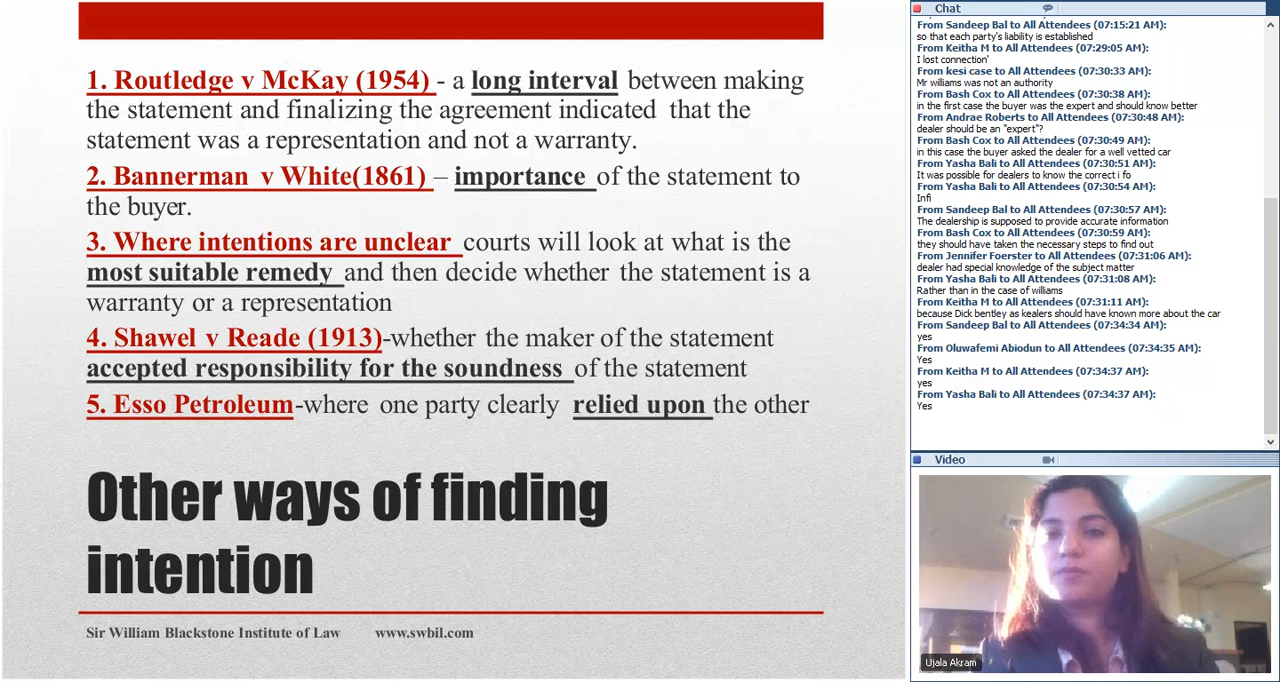 1. Routledge v McKay (1954) - a long interval between making
the statement and finalizing the agreement indicated that the
statement was a representation and not a warranty.
2. Bannerman v White(1861) – importance of the statement to
the buyer.
3. Where intentions are unclear courts will look at what is the
most suitable remedy and then decide whether the statement is a
warranty or a representation
4. Shawel v Reade (1913)-whether the maker of the statement
accepted responsibility for the soundness of the statement
5. Esso Petroleum-where one party clearly relied upon the other
Other ways of finding
intention
Sir William Blackstone Institute of Law www.swbil.com
Chat
From Sandeep Bal to All Attendees (07:15:21 AM):
so that each party's liability is established
From Keitha M to All Attendees (07:29:05 AM):
I lost connection'
From kesi case to All Attendees (07:30:33 AM):
Mr williams was not an authority
From Bash Cox to All Attendees (07:30:38 AM):
in the first case the buyer was the expert and should know better
From Andrae Roberts to All Attendees (07:30:48 AM):
dealer should be an "expert"?
From Bash Cox to All Attendees (07:30:49 AM):
in this case the buyer asked the dealer for a well vetted car
From Yasha Bali to All Attendees (07:30:51 AM):
It was possible for dealers to know the correct i fo
From Yasha Bali to All Attendees (07:30:54 AM):
Infi
From Sandeep Bal to All Attendees (07:30:57 AM):
The dealership is supposed to provide accurate information
From Bash Cox to All Attendees (07:30:59 AM):
they should have taken the necessary steps to find out
From Jennifer Foerster to All Attendees (07:31:06 AM):
dealer had special knowledge of the subject matter
From Yasha Bali to All Attendees (07:31:08 AM):
Rather than in the case of williams
From Keitha M to All Attendees (07:31:11 AM):
because Dick bentley as kealers should have known more about the car
From Sandeep Bal to All Attendees (07:34:34 AM):
yes
From Oluwafemi Abiodun to All Attendees (07:34:35 AM):
Yes
From Keitha M to All Attendees (07:34:37 AM):
yes
From Yasha Bali to All Attendees (07:34:37 AM):
Yes
Video
Ujala Akram